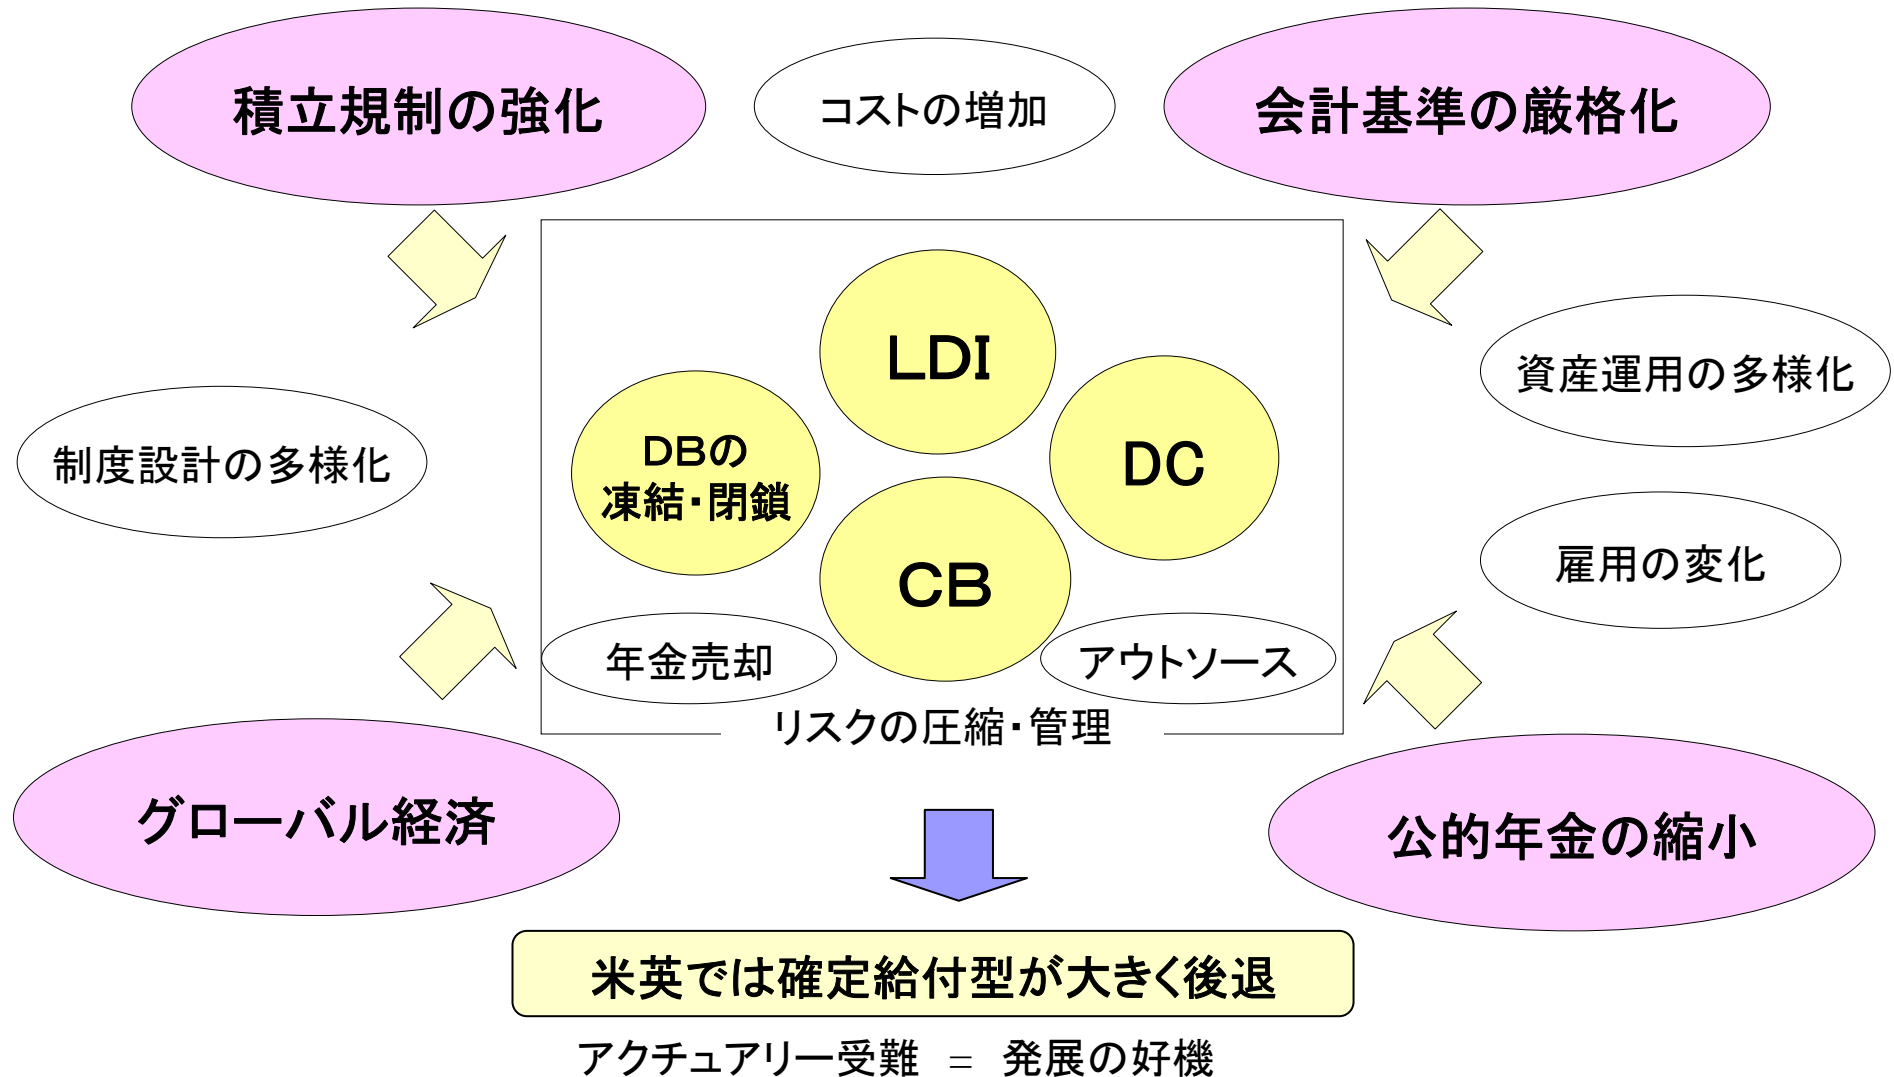 積立規制の強化
コストの増加
会計基準の厳格化
LDI
資産運用の多様化
DBの
凍結・閉鎖
DC
制度設計の多様化
雇用の変化
CB
年金売却
アウトソース
リスクの圧縮・管理
グローバル経済
公的年金の縮小
米英では確定給付型が大きく後退
アクチュアリー受難 = 発展の好機